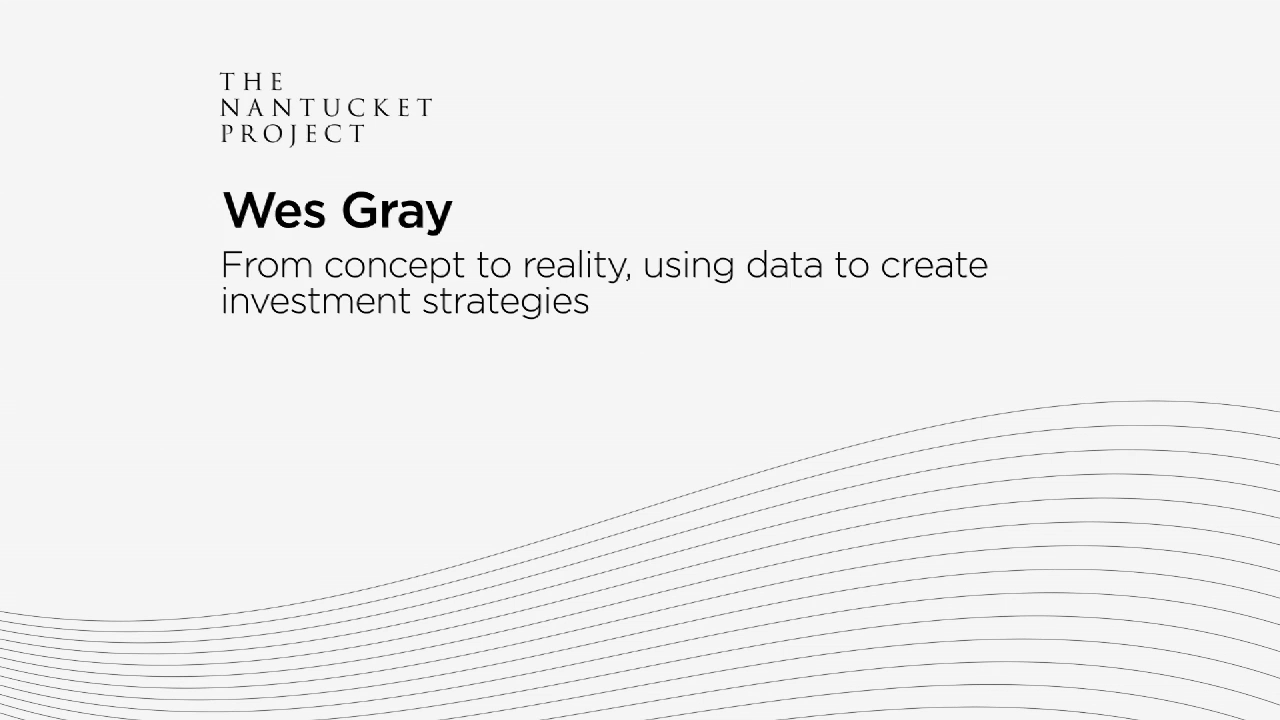 THE
NANTUCKET
PROJECT
Wes Gray
From concept to reality, using data to create
investment strategies